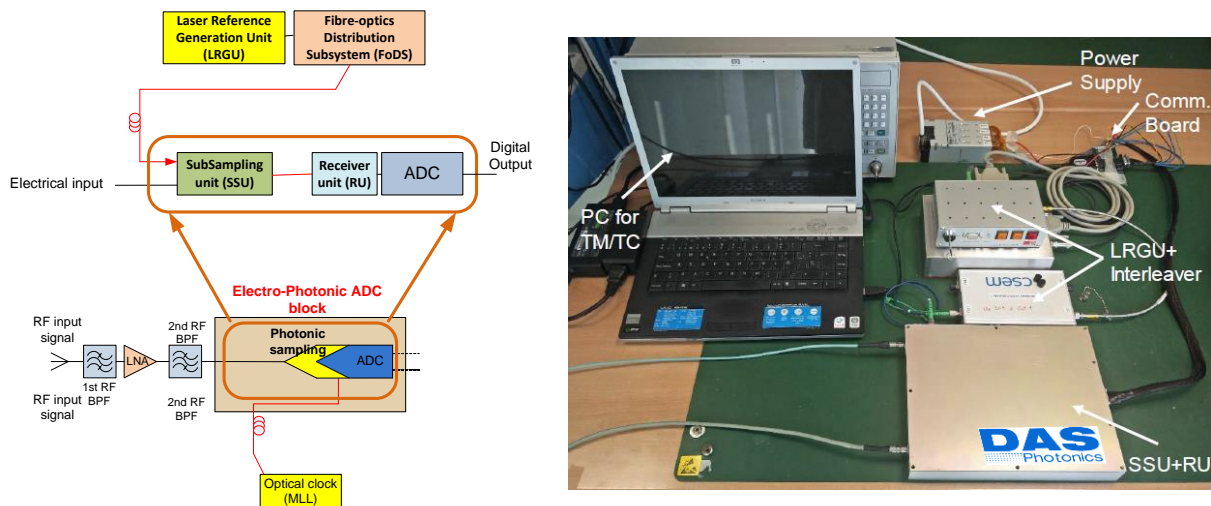 Laser Reference
Generation Unit
(LRGU)
Fibre-optics
Distribution
Subsystem (FoDS)
Electrical input
SubSampling
unit (SSU)
Receiver
unit (RU)
ADC
Digital
Output
Electro-Photonic ADC
block
RF input
signal
2nd RF
BPF
Photonic
sampling
LNA
ADC
1st RF
BPF
RF input
signal
2nd RF
BPF
Optical clock
(MLL)
Power
Supply
Comm.
Board
PC for
TM/TC
LRGU+
Interleaver
csem
DAS
Photonics
SSU+RU